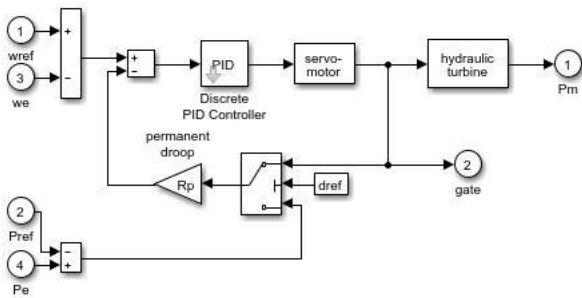 1
wref
+
−
3
we
+
−
PID
Discrete
PID Controller
servo-
motor
hydraulic
turbine
1
Pm
permanent
droop
Rp
dref
2
gate
2
Pref
−
+
4
Pe